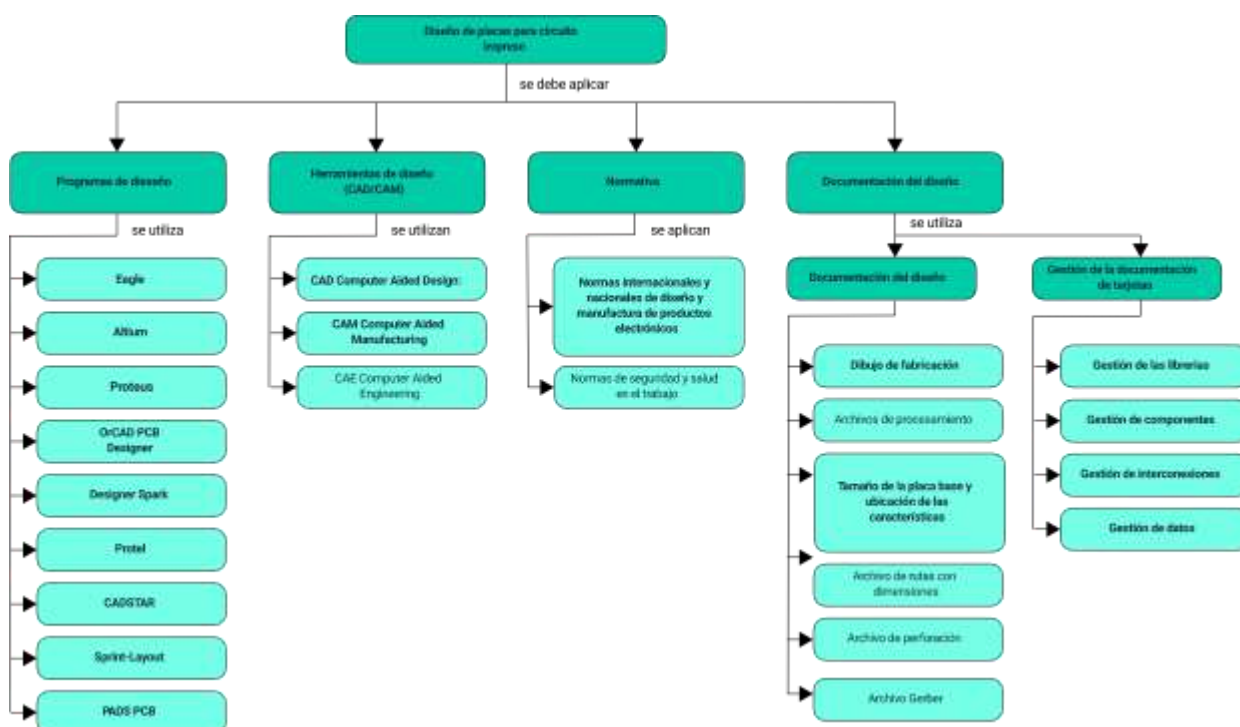 Diseño de placas para circuito
impreso
se debe aplicar
Programas de diseseño
Herramientas de diseño
(CAD/CAM)
Normativa
Documentación del diseño
se utiliza
se utilizan
se aplican
se utiliza
Eagle
Altium
Proteus
OrCAD PCB
Designer
Designer Spark
Protel
CADSTAR
Sprint-Layout
PADS PCB
CAD Computer Aided Design:
CAM Computer Aided
Manufacturing
CAE Computer Aided
Engineering
Normas Internacionales y
nacionales de diseño y
manufactura de productos
electrónicos
Normas de seguridad y salud
en el trabajo
Documentación del diseño
Dibujo de fabricación
Archivos de procesamiento
Tamaño de la placa base y
ubicación de las
características
Archivo de rutas con
dimensiones
Archivo de perforación
Archivo Gerber
Gestión de la documentación
de tarjetas
Gestión de las librerias
Gestión de componentes
Gestión de interconexiones
Gestión de datos